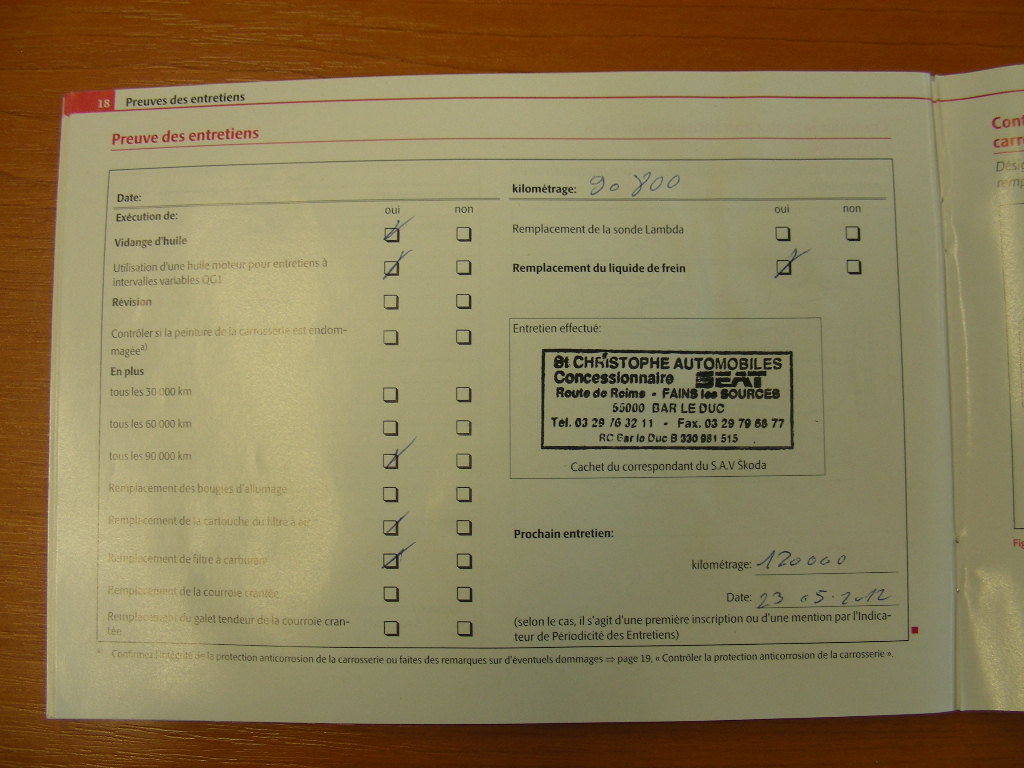 18 Preuves des entretiens
Preuve des entretiens
Date:
Exécution de:
oui non
Vidange d'huile
Utilisation d'une huile moteur pour entretiens à
intervalles variables QG1
Révision
Contrôler si la peinture de la carrosserie est endom-
magée a)
En plus
tous les 30 000 km
tous les 60 000 km
tous les 90 000 km
Remplacement des bougies d'allumage
Remplacement de la cartouche du filtre à air
Remplacement de filtre à carburant
Remplacement de la courroie crantée
Remplacement du galet tendeur de la courroie cran-
tée
kilométrage: 90 800
oui non
Remplacement de la sonde Lambda
Remplacement du liquide de frein
Entretien effectué:
St CHRISTOPHE AUTOMOBILES
Concessionnaire SEAT
Route de Reims - FAINS les SOURCES
55000 BAR LE DUC
Tel. 03 29 76 32 11 - Fax. 03 29 79 68 77
RC Bar le Duc B 330 981 515
Cachet du correspondant du S.A.V Škoda
Prochain entretien:
kilométrage: 120000
Date: 23 05.2012
(selon le cas, il s'agit d'une première inscription ou d'une mention par l'Indica-
teur de Périodicité des Entretiens)
a) Confirmez l'intégrité de la protection anticorrosion de la carrosserie ou faites des remarques sur d'éventuels dommages ⇒ page 19, « Contrôler la protection anticorrosion de la carrosserie ».
Cont
carr
Désig
remp
Fig